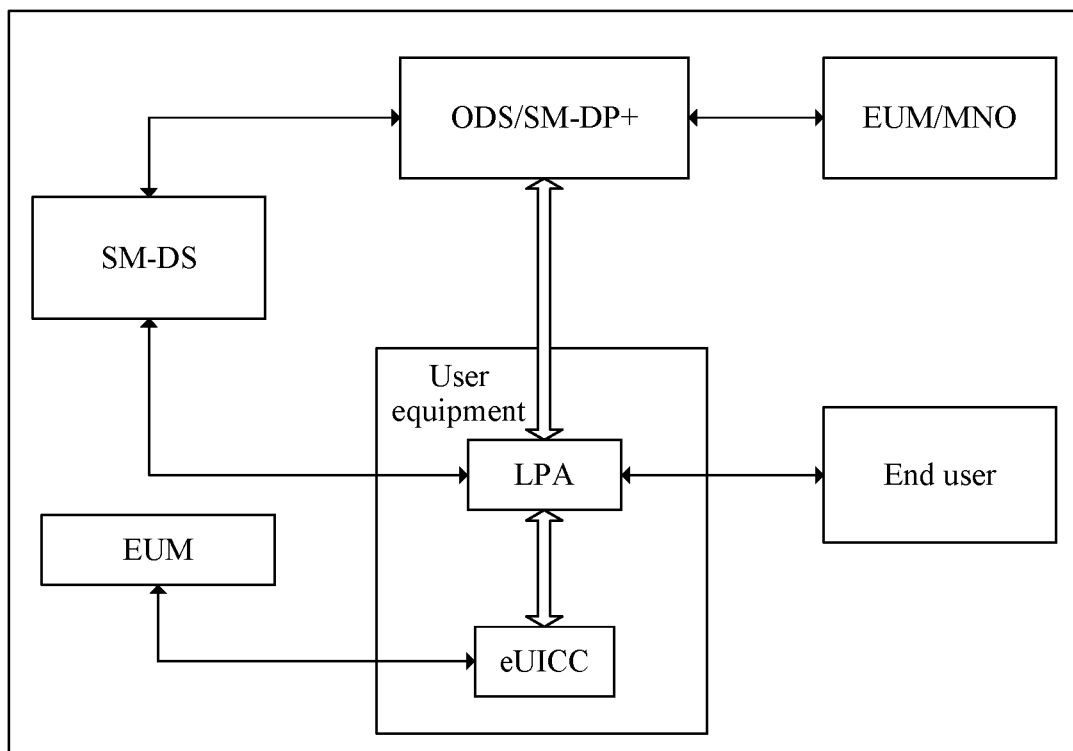 ODS/SM-DP+
EUM/MNO
SM-DS
User
equipment
LPA
End user
EUM
eUICC